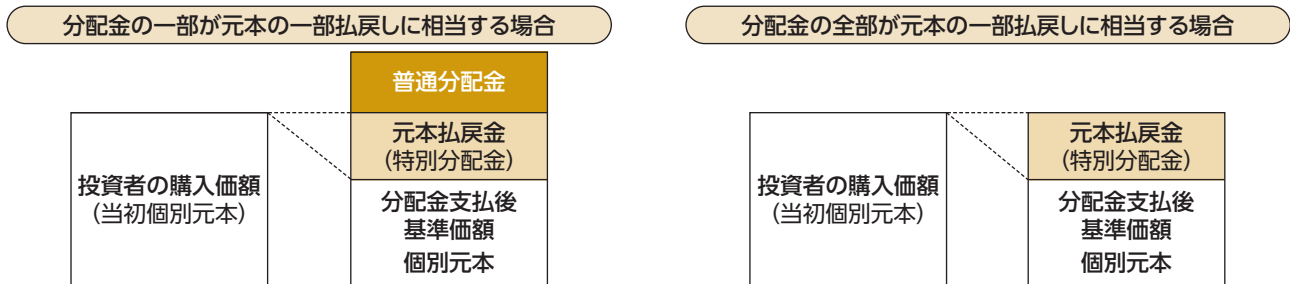 分配金の一部が元本の一部払戻しに相当する場合
普通分配金
元本払戻金
(特別分配金)
投資者の購入価額
(当初個別元本)
分配金支払後
基準価額
個別元本
分配金の全部が元本の一部払戻しに相当する場合
元本払戻金
(特別分配金)
投資者の購入価額
(当初個別元本)
分配金支払後
基準価額
個別元本